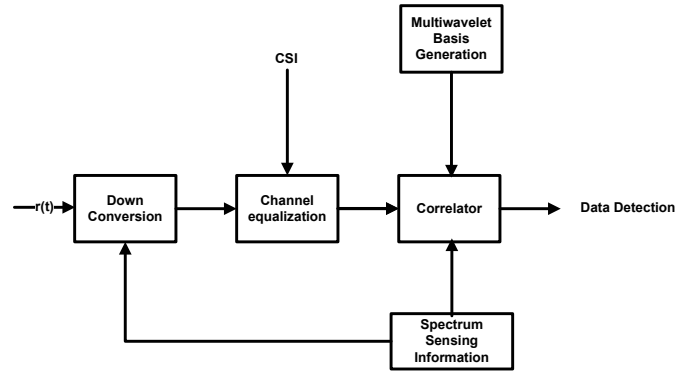 Multiwavelet
Basis
Generation
CSI
r(t)
Down
Conversion
Channel
equalization
Correlator
Data Detection
Spectrum
Sensing
Information